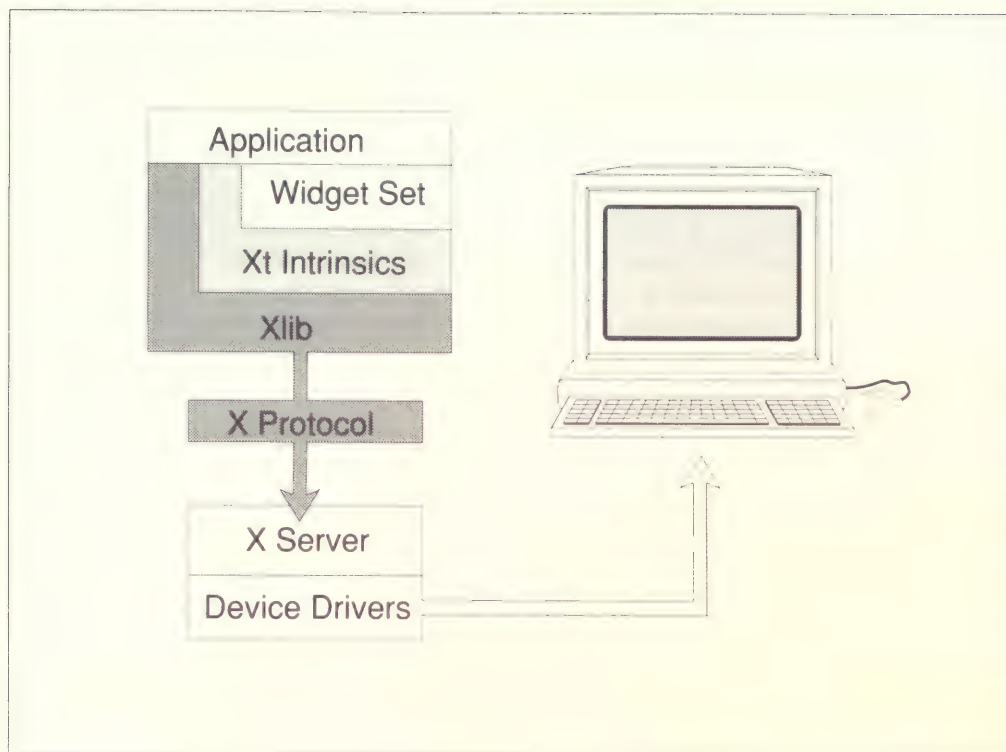 Application
Widget Set
Xt Intrinsics
Xlib
X Protocol
X Server
Device Drivers